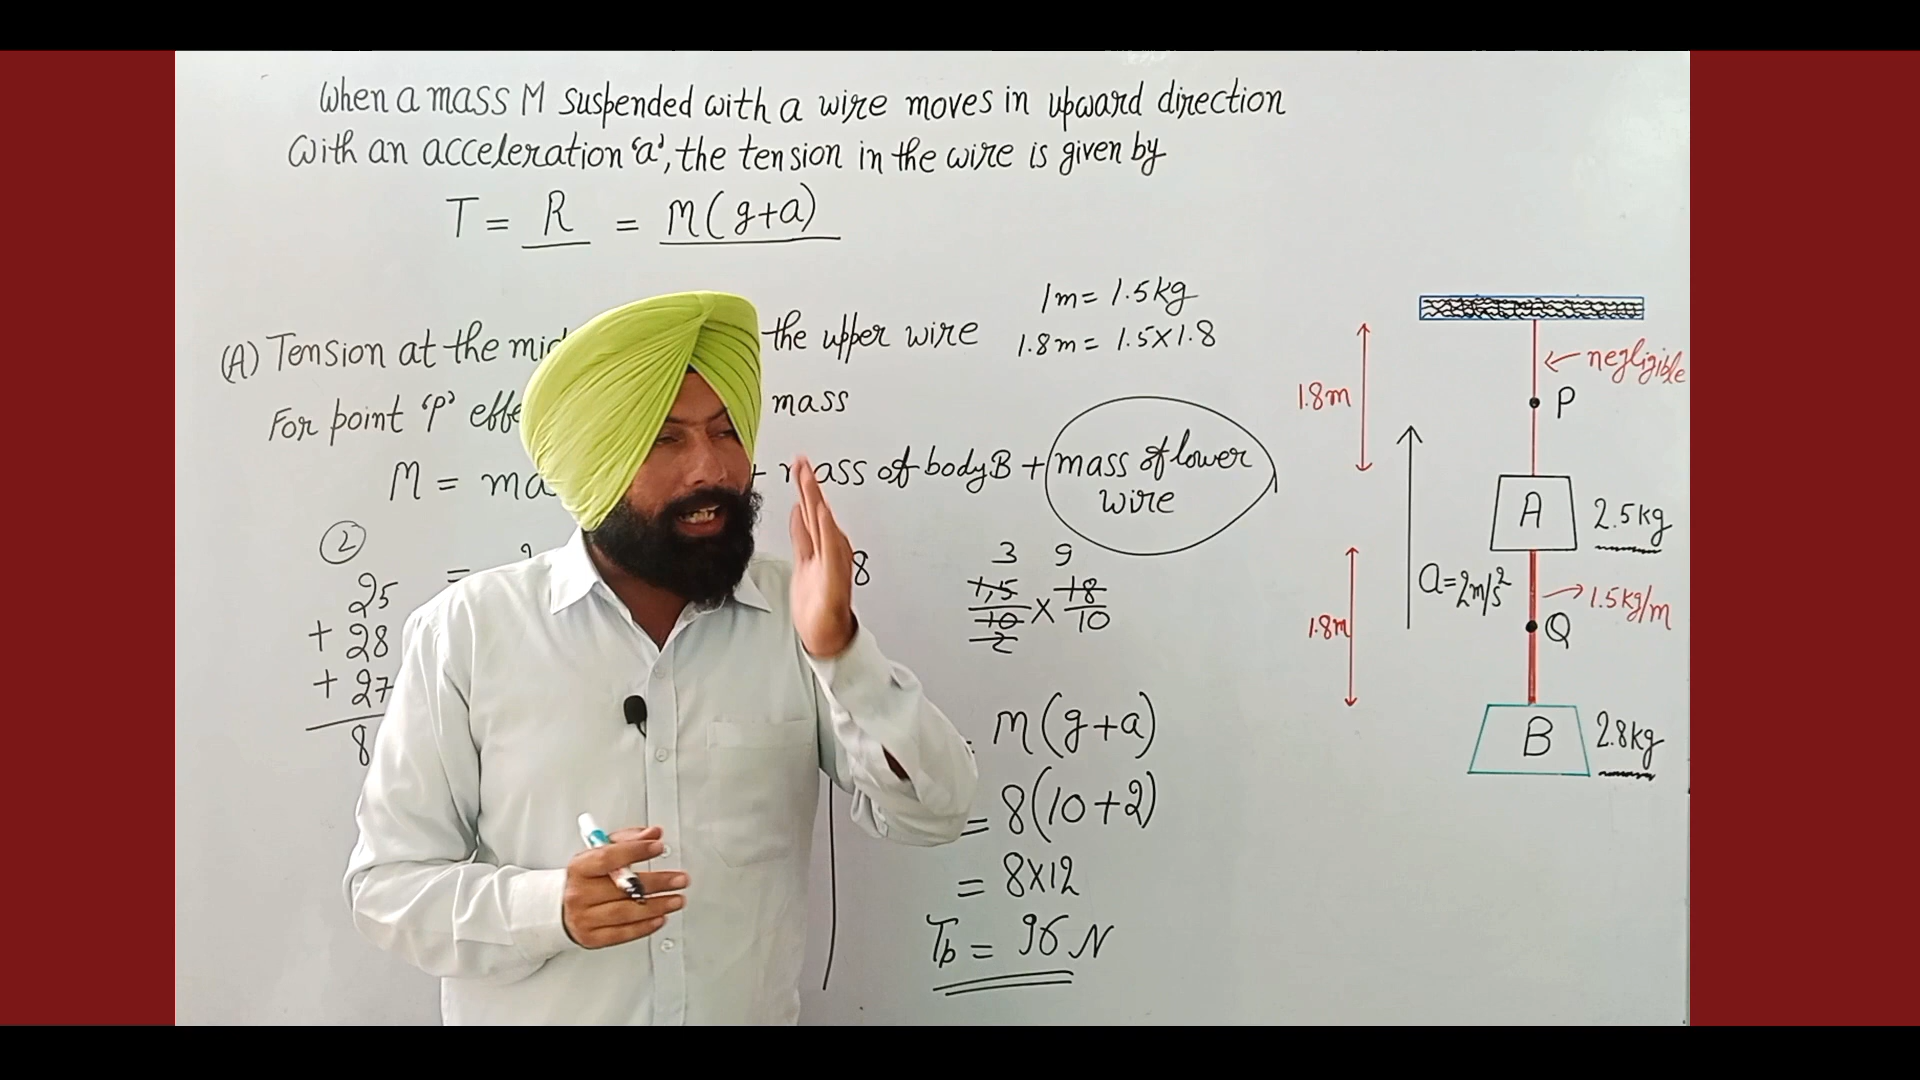 When a mass M suspended with a wire moves in upward direction
with an acceleration 'a', the tension in the wire is given by
T = R = M(g+a)
(A) Tension at the mid the upper wire
For point 'P' mass
M = + mass of body B + mass of lower
wire
1m = 1.5kg
1.8m = 1.5×1.8
2
25
+ 28
+ 27
8
=
8
3 9
1.5 × 18
10 10
2
= M(g+a)
= 8(10+2)
= 8×12
Tp = 96 N
negligible
1.8m
P
A 2.5kg
a=2m/s²
1.5kg/m
1.8m
Q
B 2.8kg